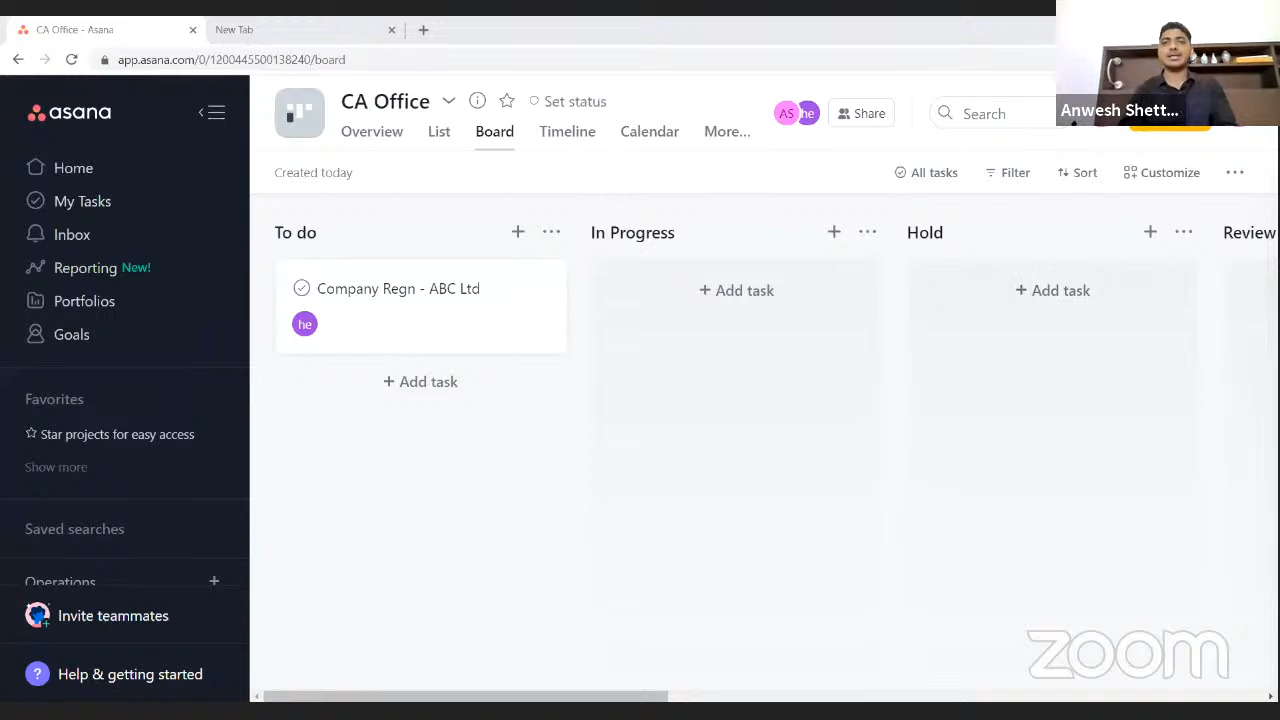 CA Office - Asana
New Tab
app.asana.com/0/1200445500138240/board
Anwesh Shett...
asana
CA Office
Set status
AS
he
Share
Search
Overview
List
Board
Timeline
Calendar
More...
Home
My Tasks
Inbox
Reporting New!
Portfolios
Goals
Created today
All tasks
Filter
Sort
Customize
To do
In Progress
Hold
Review
Company Regn - ABC Ltd
he
+ Add task
+ Add task
+ Add task
Favorites
Star projects for easy access
Show more
Saved searches
Operations
Invite teammates
? Help & getting started
zoom